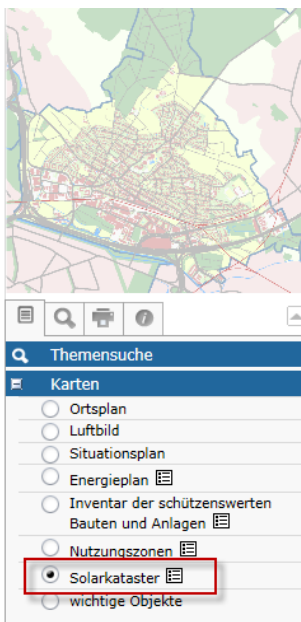 Themensuche
Karten
Ortsplan
Luftbild
Situationsplan
Energieplan
Inventar der schützenswerten
Bauten und Anlagen
Nutzungszonen
Solarkataster
wichtige Objekte